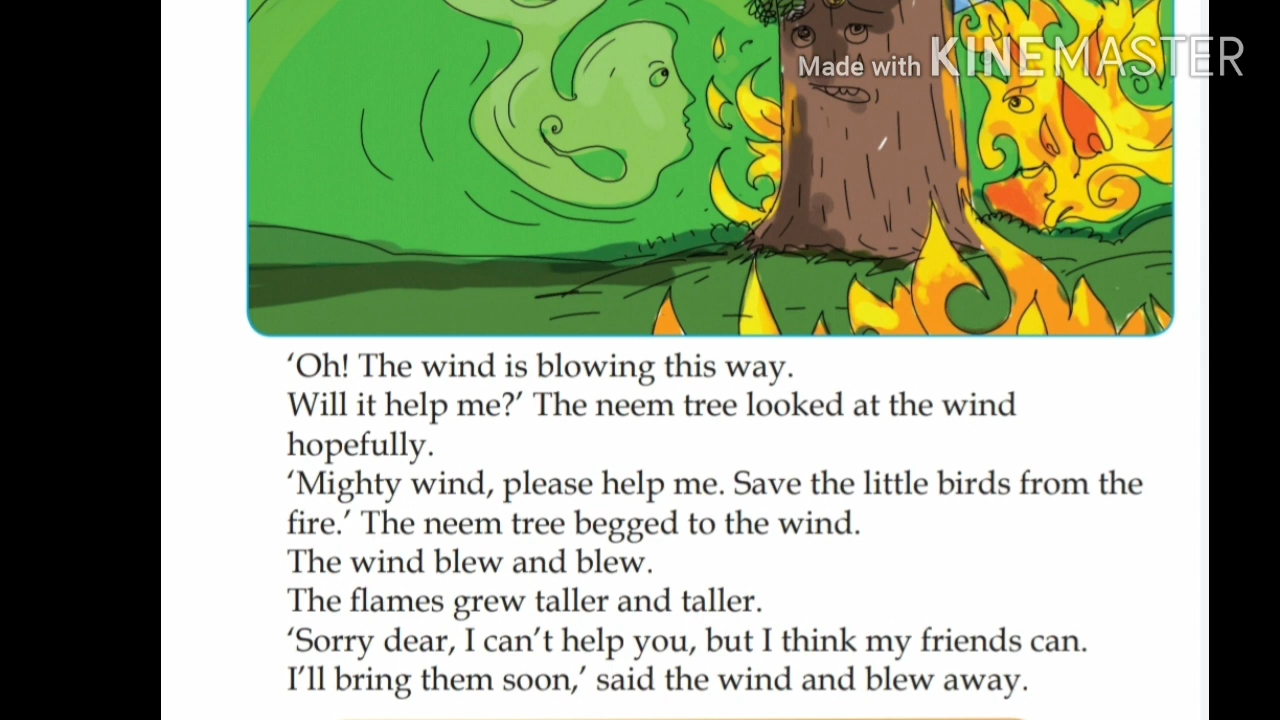 Made with KINEMASTER
‘Oh! The wind is blowing this way.
Will it help me?’ The neem tree looked at the wind
hopefully.
‘Mighty wind, please help me. Save the little birds from the
fire.’ The neem tree begged to the wind.
The wind blew and blew.
The flames grew taller and taller.
‘Sorry dear, I can’t help you, but I think my friends can.
I’ll bring them soon,’ said the wind and blew away.